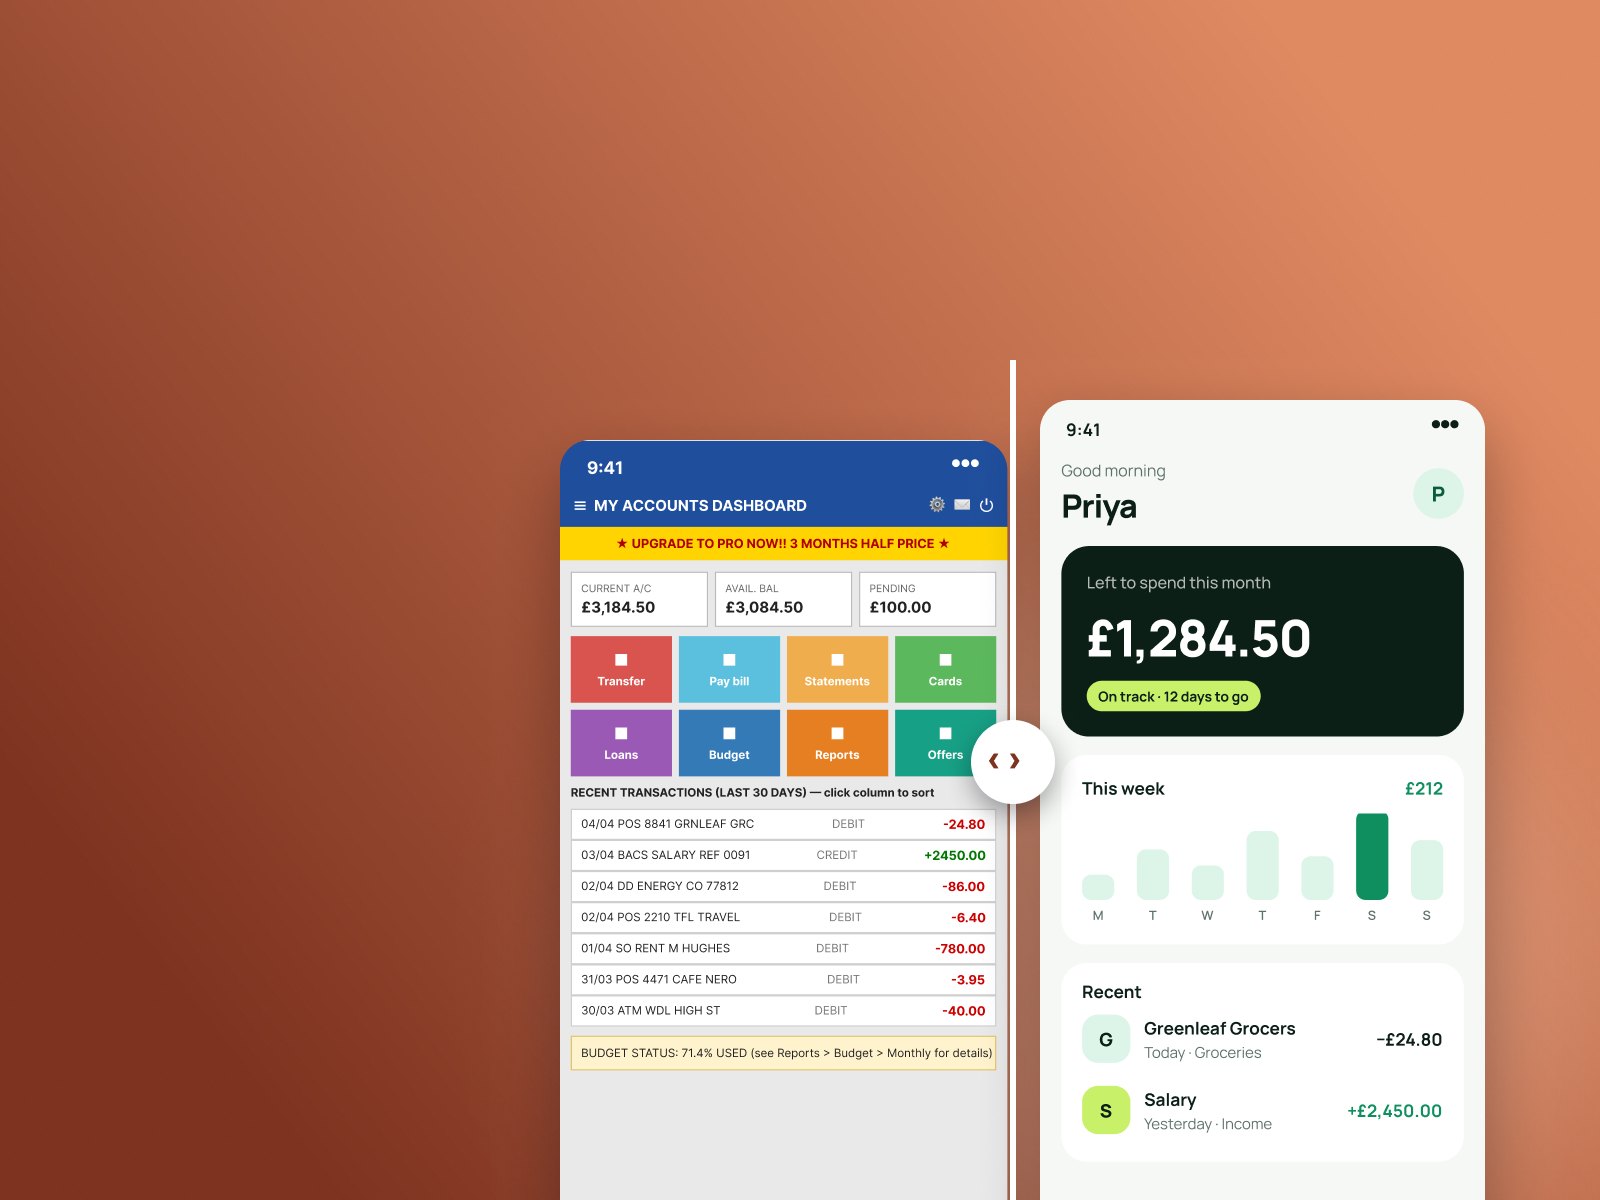 9:41
MY ACCOUNTS DASHBOARD
★ UPGRADE TO PRO NOW!! 3 MONTHS HALF PRICE ★
CURRENT A/C
£3,184.50
AVAIL. BAL
£3,084.50
PENDING
£100.00
Transfer
Pay bill
Statements
Cards
Loans
Budget
Reports
Offers
RECENT TRANSACTIONS (LAST 30 DAYS) — click column to sort
04/04 POS 8841 GRNLEAF GRC DEBIT -24.80
03/04 BACS SALARY REF 0091 CREDIT +2450.00
02/04 DD ENERGY CO 77812 DEBIT -86.00
02/04 POS 2210 TFL TRAVEL DEBIT -6.40
01/04 SO RENT M HUGHES DEBIT -780.00
31/03 POS 4471 CAFE NERO DEBIT -3.95
30/03 ATM WDL HIGH ST DEBIT -40.00
BUDGET STATUS: 71.4% USED (see Reports > Budget > Monthly for details)
9:41
Good morning
Priya
P
Left to spend this month
£1,284.50
On track · 12 days to go
This week £212
M T W T F S S
Recent
G
Greenleaf Grocers
Today · Groceries
−£24.80
S
Salary
Yesterday · Income
+£2,450.00